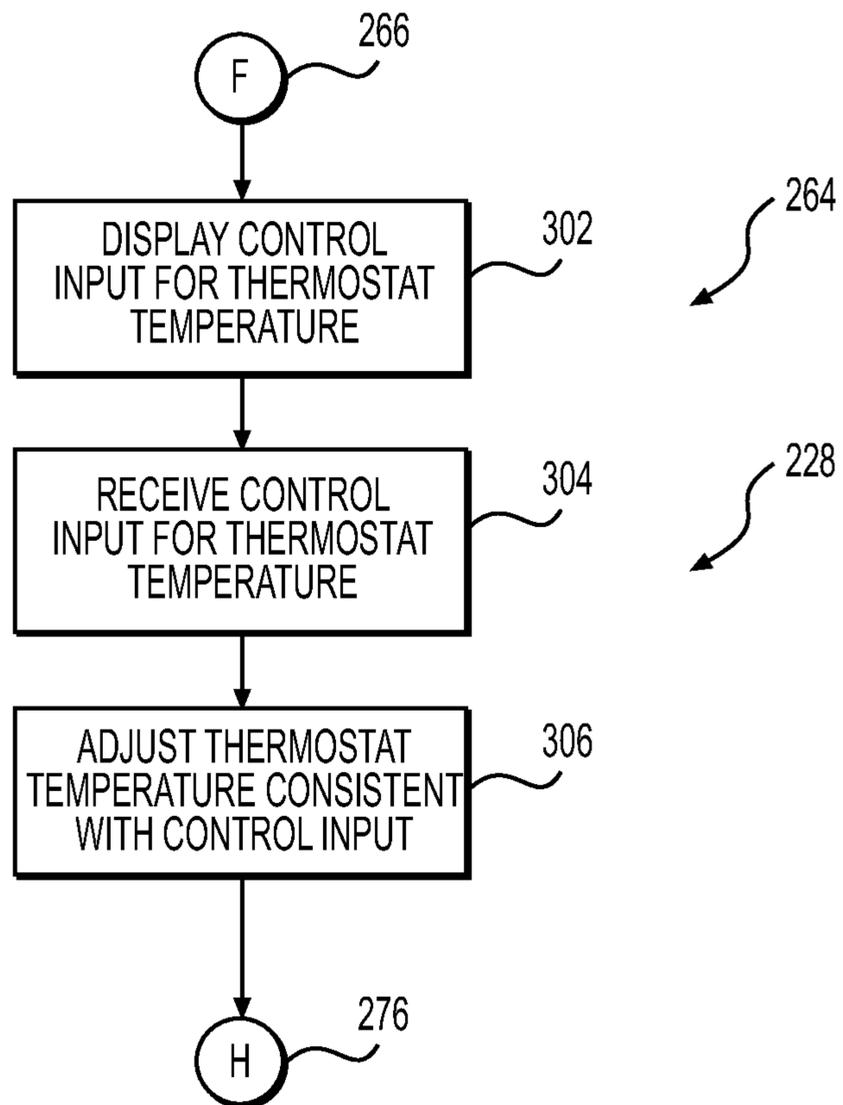 F
266
264
DISPLAY CONTROL
INPUT FOR THERMOSTAT
TEMPERATURE
302
228
RECEIVE CONTROL
INPUT FOR THERMOSTAT
TEMPERATURE
304
ADJUST THERMOSTAT
TEMPERATURE CONSISTENT
WITH CONTROL INPUT
306
H
276